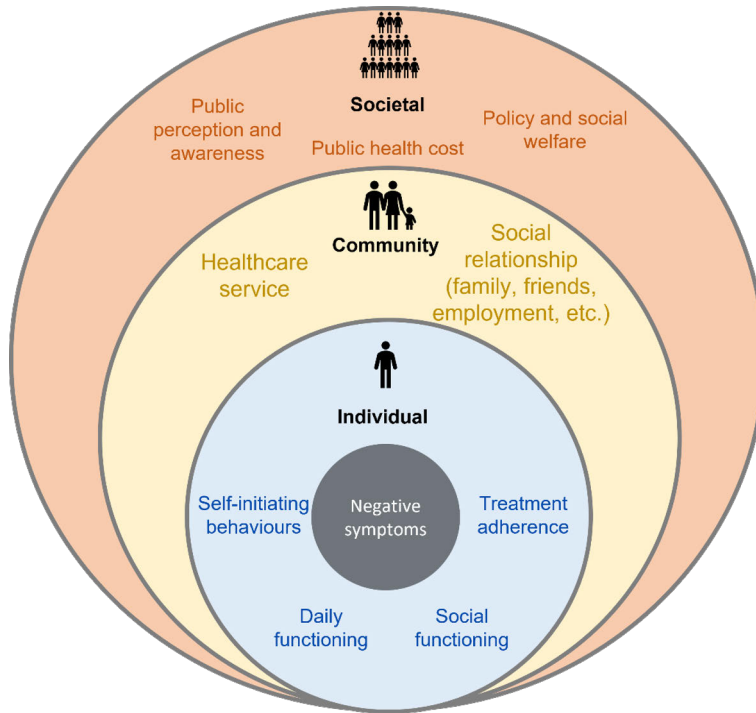 Societal
Public
perception and
awareness
Public health cost
Policy and social
welfare
Community
Healthcare
service
Social
relationship
(family, friends,
employment, etc.)
Individual
Self-initiating
behaviours
Negative
symptoms
Treatment
adherence
Daily
functioning
Social
functioning